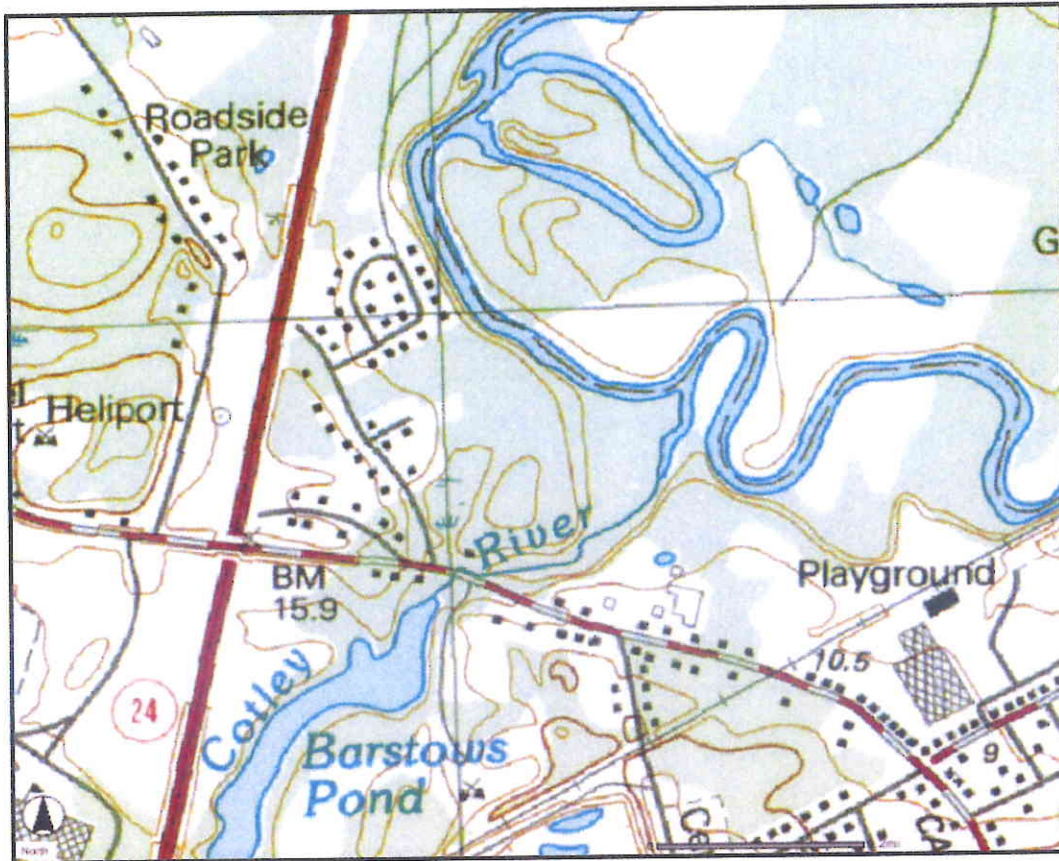 Roadside
Park
G
Heliport
River
BM
15.9
Playground
10.5
24
Cotley
Barstows
Pond
9
North